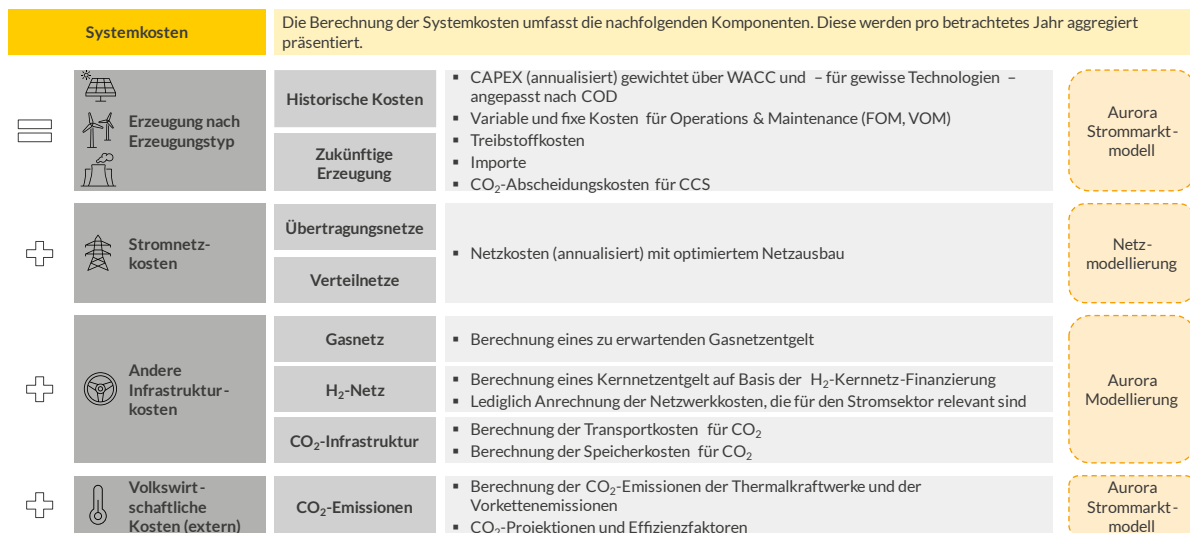 Systemkosten
Die Berechnung der Systemkosten umfasst die nachfolgenden Komponenten. Diese werden pro betrachtetes Jahr aggregiert
präsentiert.
Erzeugung nach
Erzeugungstyp
Historische Kosten
Zukünftige
Erzeugung
▪ CAPEX (annualisiert) gewichtet über WACC und – für gewisse Technologien –
angepasst nach COD
▪ Variable und fixe Kosten für Operations & Maintenance (FOM, VOM)
▪ Treibstoffkosten
▪ Importe
▪ CO₂-Abscheidungskosten für CCS
Aurora
Strommarkt-
modell
Stromnetz-
kosten
Übertragungsnetze
Verteilnetze
▪ Netzkosten (annualisiert) mit optimiertem Netzausbau
Netz-
modellierung
Andere
Infrastruktur-
kosten
Gasnetz
▪ Berechnung eines zu erwartenden Gasnetzentgelt
H₂-Netz
▪ Berechnung eines Kernnetzentgelt auf Basis der H₂-Kernnetz-Finanzierung
▪ Lediglich Anrechnung der Netzwerkkosten, die für den Stromsektor relevant sind
CO₂-Infrastruktur
▪ Berechnung der Transportkosten für CO₂
▪ Berechnung der Speicherkosten für CO₂
Aurora
Modellierung
Volkswirt-
schaftliche
Kosten (extern)
CO₂-Emissionen
▪ Berechnung der CO₂-Emissionen der Thermalkraftwerke und der
Vorkettenemissionen
▪ CO₂-Projektionen und Effizienzfaktoren
Aurora
Strommarkt-
modell